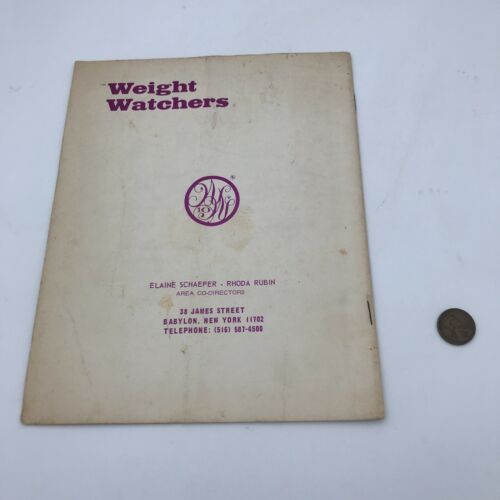 Weight
Watchers
®
ELAINE SCHAEFER - RHODA RUBIN
AREA CO-DIRECTORS
38 JAMES STREET
BABYLON, NEW YORK 11702
TELEPHONE: (516) 587-4500